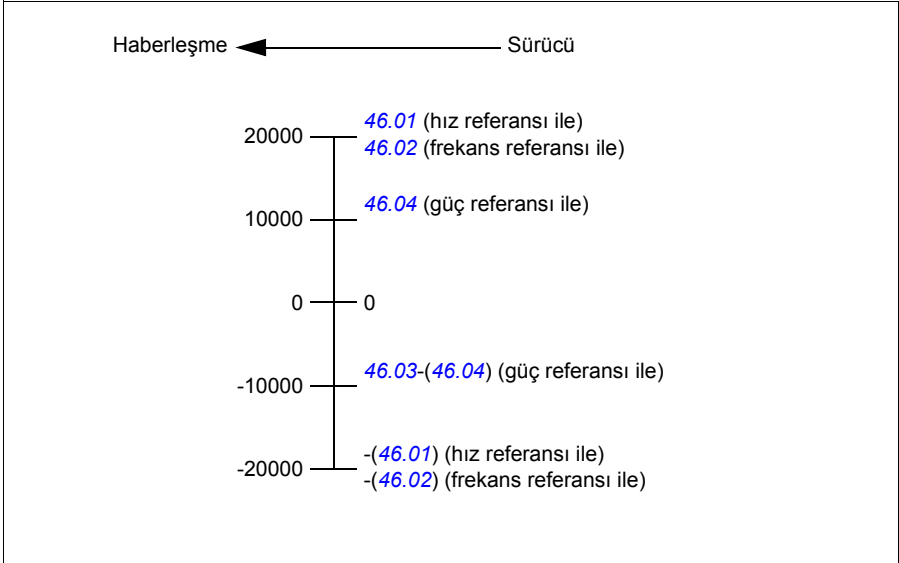 Haberleşme Sürücü
46.01 (hız referansı ile)
20000
46.02 (frekans referansı ile)
46.04 (güç referansı ile)
10000
0 0
46.03-(46.04) (güç referansı ile)
-10000
-(46.01) (hız referansı ile)
-20000
-(46.02) (frekans referansı ile)